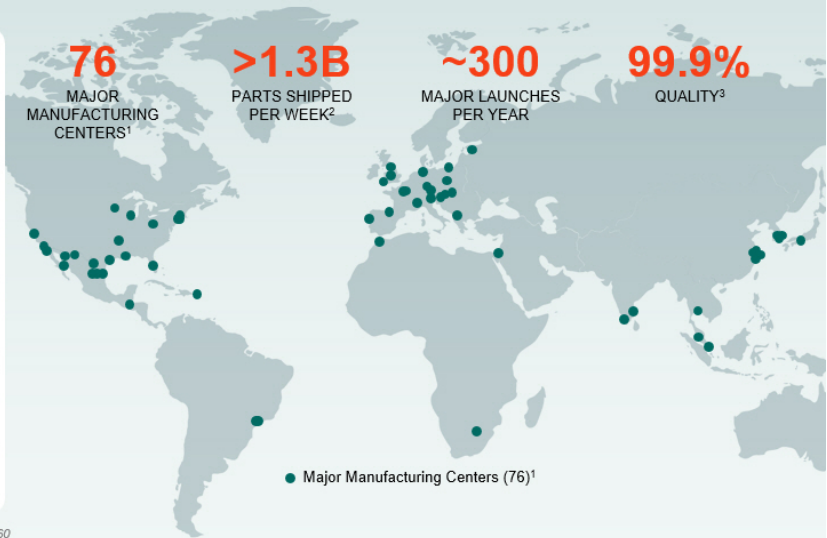 76
MAJOR
MANUFACTURING
CENTERS¹
>1.3B
PARTS SHIPPED
PER WEEK²
~300
MAJOR LAUNCHES
PER YEAR
99.9%
QUALITY³
Major Manufacturing Centers (76)¹
60